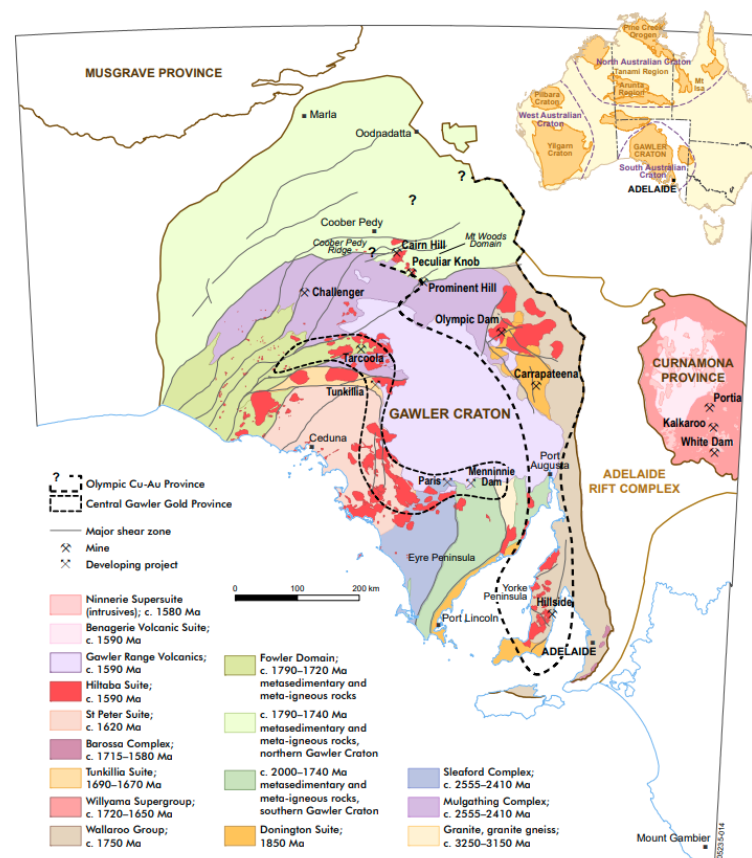 MUSGRAVE PROVINCE
Marla
Oodnadatta
?
?
Coober Pedy
Coober Pedy
Ridge
?
Mt Woods
Domain
Cairn Hill
Peculiar Knob
Prominent Hill
Challenger
Olympic Dam
Tarcoola
Tunkillia
Carrapateena
GAWLER CRATON
Ceduna
Paris
Menninnie
Dam
Port
Augusta
Eyre Peninsula
Port Lincoln
Yorke
Peninsula
Hillside
ADELAIDE
ADELAIDE
RIFT COMPLEX
CURNAMONA
PROVINCE
Portia
Kalkaroo
White Dam
Mount Gambier
05235-014
Pine Creek
Orogen
North Australian Craton
Tanami Region
Arunta
Region
Mt
Isa
Pilbara
Craton
West Australian
Craton
Yilgarn
Craton
GAWLER
CRATON
South Australian
Craton
ADELAIDE
? Olympic Cu-Au Province
Central Gawler Gold Province
Major shear zone
Mine
Developing project
0 100 200 km
Ninnerie Supersuite
(intrusives); c. 1580 Ma
Benagerie Volcanic Suite;
c. 1590 Ma
Gawler Range Volcanics;
c. 1590 Ma
Hiltaba Suite;
c. 1590 Ma
St Peter Suite;
c. 1620 Ma
Barossa Complex;
c. 1715–1580 Ma
Tunkillia Suite;
1690–1670 Ma
Willyama Supergroup;
c. 1720–1650 Ma
Wallaroo Group;
c. 1750 Ma
Fowler Domain;
c. 1790–1720 Ma
metasedimentary and
meta-igneous rocks
c. 1790–1740 Ma
metasedimentary and
meta-igneous rocks,
northern Gawler Craton
c. 2000–1740 Ma
metasedimentary and
meta-igneous rocks,
southern Gawler Craton
Donington Suite;
1850 Ma
Sleaford Complex;
c. 2555–2410 Ma
Mulgathing Complex;
c. 2555–2410 Ma
Granite, granite gneiss;
c. 3250–3150 Ma